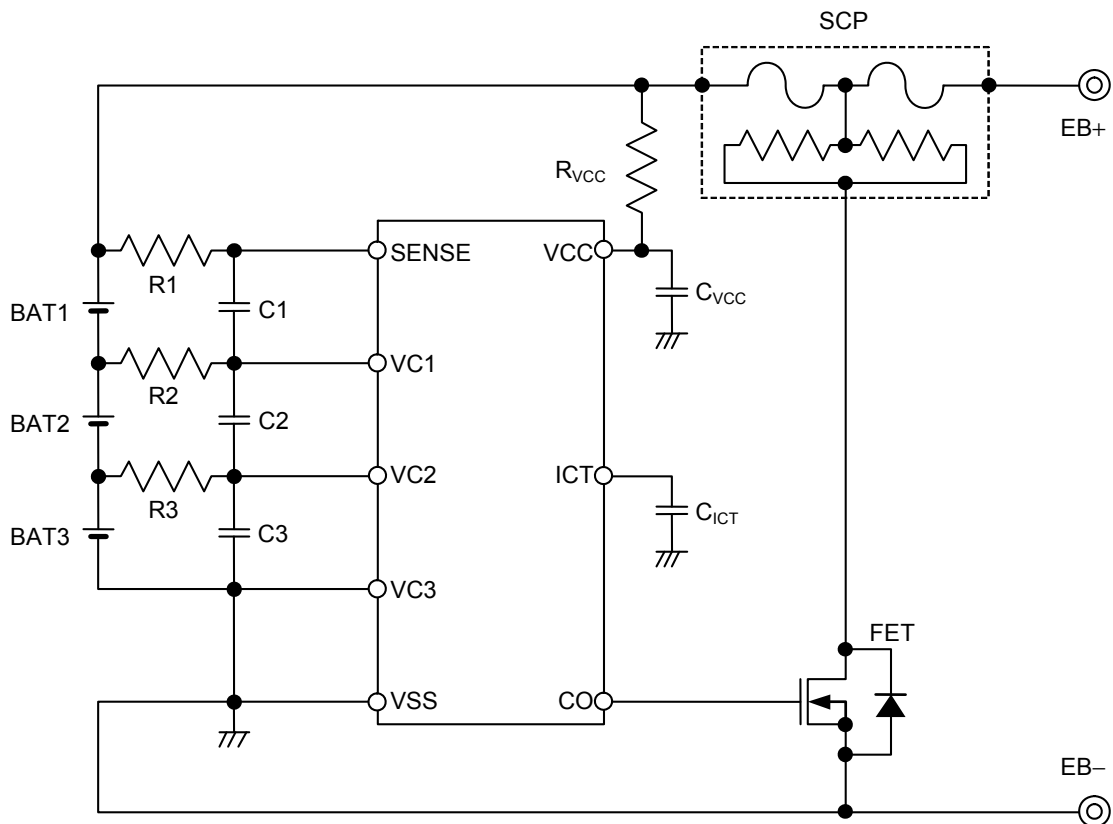 SCP
EB+
RVCC
SENSE
VCC
R1
BAT1
C1
CVCC
VC1
R2
BAT2
C2
VC2
ICT
R3
BAT3
C3
CICT
VC3
FET
VSS
CO
EB−